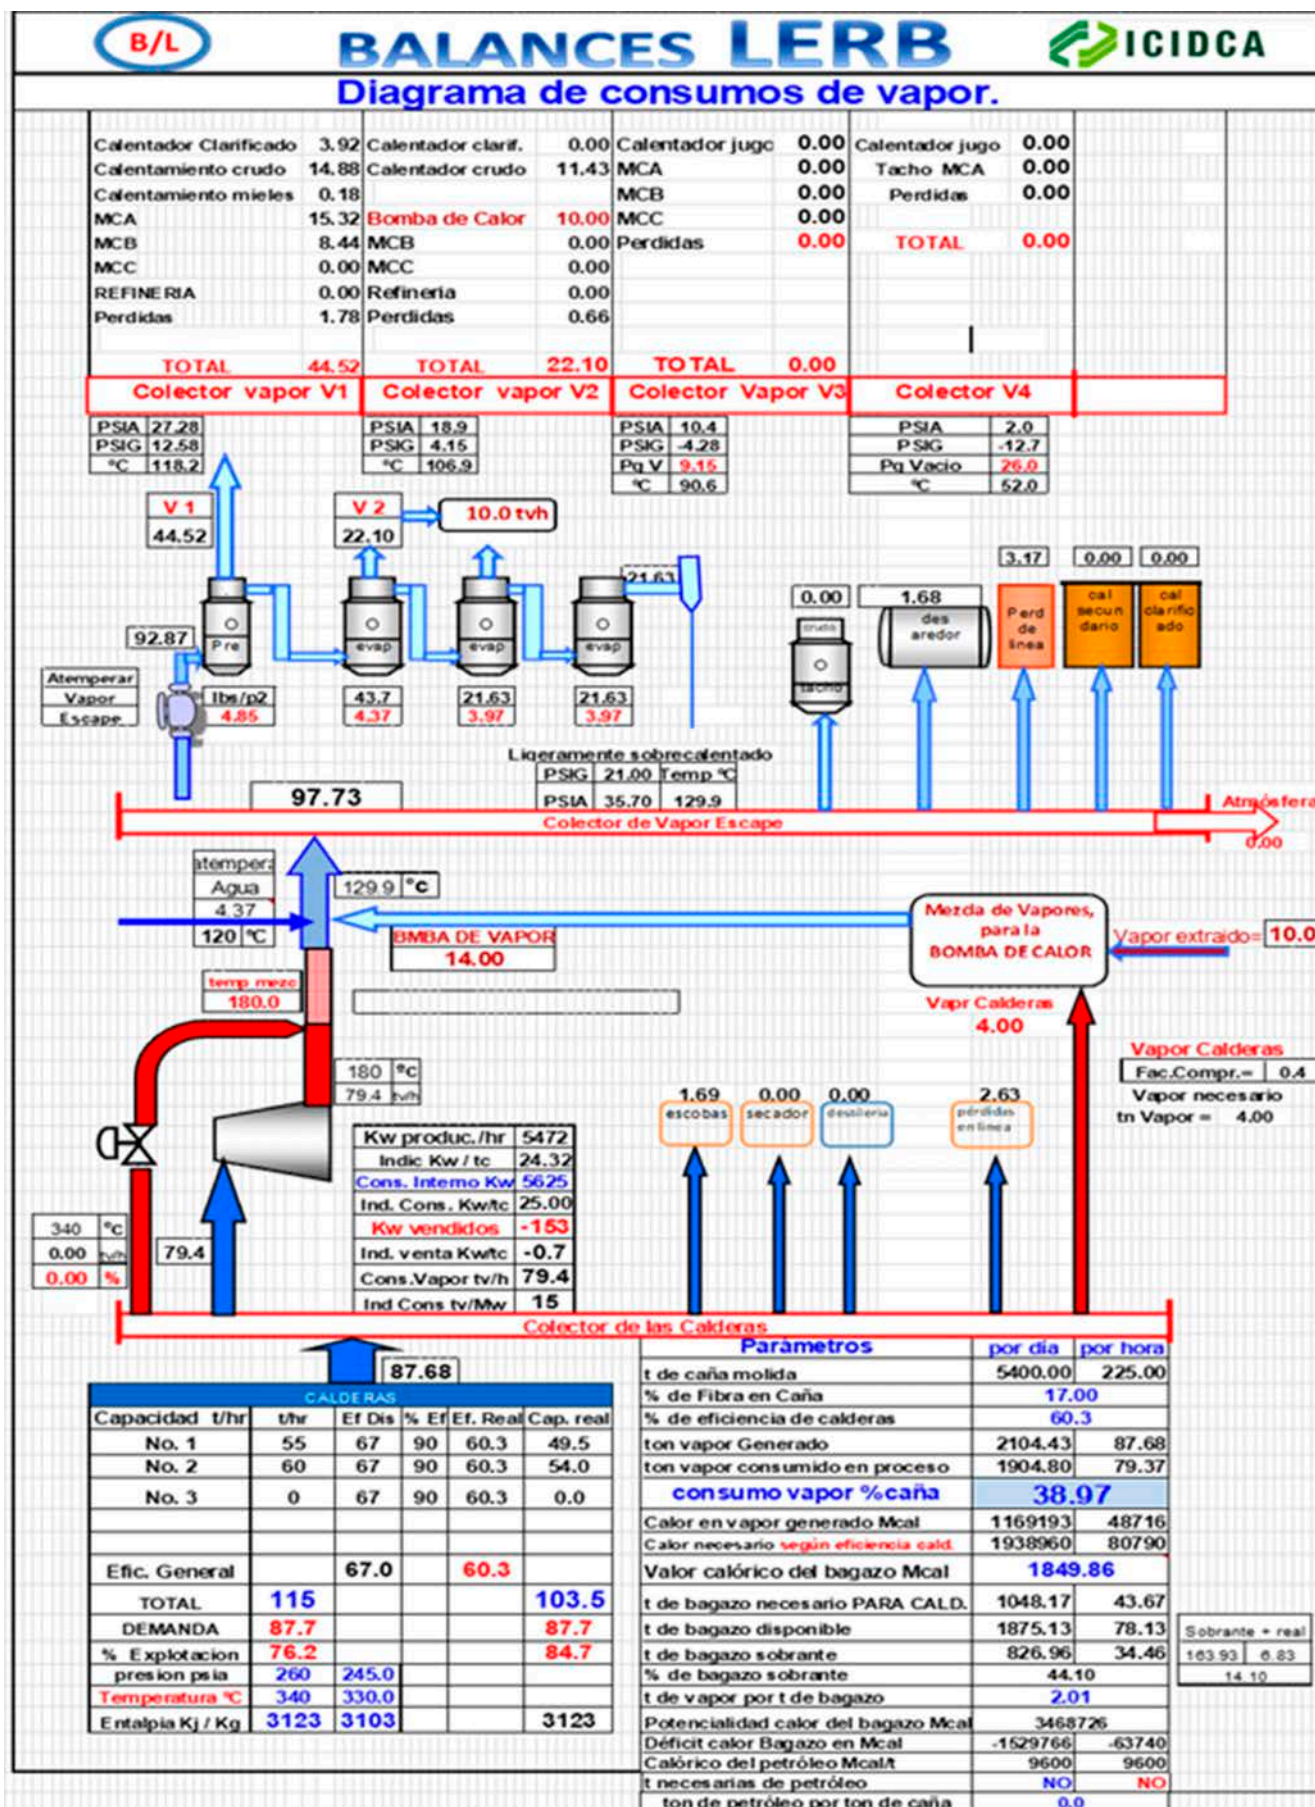 B/L
BALANCES LERB
ICIDCA
Diagrama de consumos de vapor.
Calentador Clarificado 3.92 Calentador clarif. 0.00 Calentador jugo 0.00 Calentador jugo 0.00
Calentamiento crudo 14.88 Calentador crudo 11.43 MCA 0.00 Tacho MCA 0.00
Calentamiento mieles 0.18 MCB 0.00 Perdidas 0.00
MCA 15.32 Bomba de Calor 10.00 MCC 0.00
MCB 8.44 MCB 0.00 Perdidas 0.00 TOTAL 0.00
MCC 0.00 MCC 0.00
REFINERIA 0.00 Refineria 0.00
Perdidas 1.78 Perdidas 0.66
TOTAL 44.52 TOTAL 22.10 TOTAL 0.00
Colector vapor V1 Colector vapor V2 Colector Vapor V3 Colector V4
PSIA 27.28 PSIA 18.9 PSIA 10.4 PSIA 2.0
PSIG 12.58 PSIG 4.15 PSIG -4.28 PSIG -12.7
°C 118.2 °C 106.9 Pg V 9.15 Pg Vacio 26.0
°C 90.6 °C 52.0
V 1 V 2 10.0 tvh
44.52 22.10
21.63
3.17 0.00 0.00
0.00 1.68
92.87 Pre evap evap evap
crudo
tacho
des
aredor
Perd
de
linea
cal
secun
dario
cal
clarific
ado
Atemperar
Vapor
Escape
lbs/p2 43.7 21.63 21.63
4.85 4.37 3.97 3.97
Ligeramente sobrecalentado
PSIG 21.00 Temp °C
PSIA 35.70 129.9
97.73
Colector de Vapor Escape
Atmósfera
0.00
atempera
Agua
4.37
120 °C
129.9 °C
BMBA DE VAPOR
14.00
Mezcla de Vapores,
para la
BOMBA DE CALOR
Vapor extraido= 10.0
temp mezc
180.0
Vapr Calderas
4.00
Vapor Calderas
Fac.Compr.= 0.4
Vapor necesario
tn Vapor = 4.00
180 °C
79.4 tv/h
1.69 0.00 0.00 2.63
escobas secador destileria pérdidas
en linea
Kw produc./hr 5472
Indic Kw / tc 24.32
Cons. Interno Kw 5625
Ind. Cons. Kw/tc 25.00
Kw vendidos -153
Ind. venta Kw/tc -0.7
Cons.Vapor tv/h 79.4
Ind Cons tv/Mw 15
340 °C
0.00 tv/h
0.00 %
79.4
Colector de las Calderas
87.68
CALDERAS
Capacidad t/hr t/hr Ef Dis % Ef Ef. Real Cap. real
No. 1 55 67 90 60.3 49.5
No. 2 60 67 90 60.3 54.0
No. 3 0 67 90 60.3 0.0
Efic. General 67.0 60.3
TOTAL 115 103.5
DEMANDA 87.7 87.7
% Explotacion 76.2 84.7
presion psia 260 245.0
Temperatura °C 340 330.0
Entalpia Kj / Kg 3123 3103 3123
Parámetros por día por hora
t de caña molida 5400.00 225.00
% de Fibra en Caña 17.00
% de eficiencia de calderas 60.3
ton vapor Generado 2104.43 87.68
ton vapor consumido en proceso 1904.80 79.37
consumo vapor %caña 38.97
Calor en vapor generado Mcal 1169193 48716
Calor necesario según eficiencia cald. 1938960 80790
Valor calórico del bagazo Mcal 1849.86
t de bagazo necesario PARA CALD. 1048.17 43.67
t de bagazo disponible 1875.13 78.13
t de bagazo sobrante 826.96 34.46
% de bagazo sobrante 44.10
t de vapor por t de bagazo 2.01
Potencialidad calor del bagazo Mcal 3468726
Déficit calor Bagazo en Mcal -1529766 -63740
Calórico del petróleo Mcal/t 9600 9600
t necesarias de petróleo NO NO
ton de petróleo por ton de caña 0.0
Sobrante + real
163.93 6.83
14.10